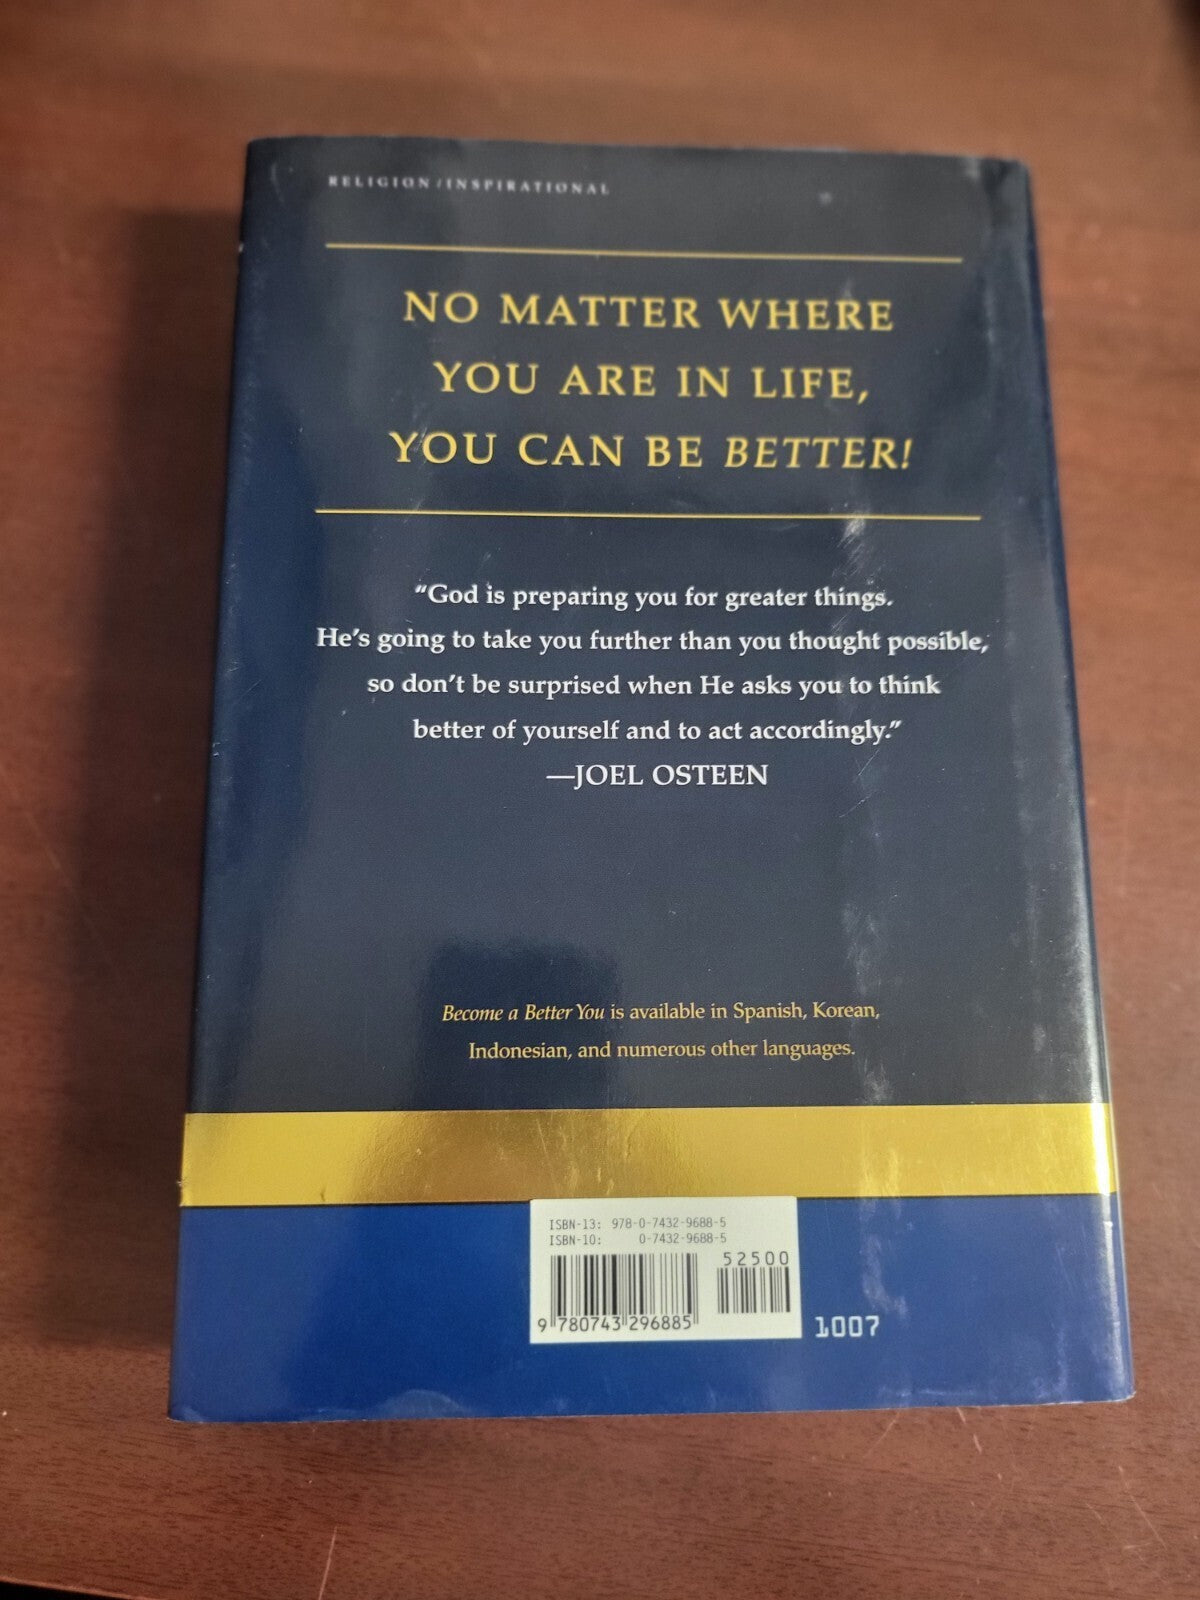 RELIGION/INSPIRATIONAL
NO MATTER WHERE
YOU ARE IN LIFE,
YOU CAN BE BETTER!
"God is preparing you for greater things.
He's going to take you further than you thought possible,
so don't be surprised when He asks you to think
better of yourself and to act accordingly."
—JOEL OSTEEN
Become a Better You is available in Spanish, Korean,
Indonesian, and numerous other languages.
ISBN-13: 978-0-7432-9688-5
ISBN-10: 0-7432-9688-5
52500
9 780743 296885
1007